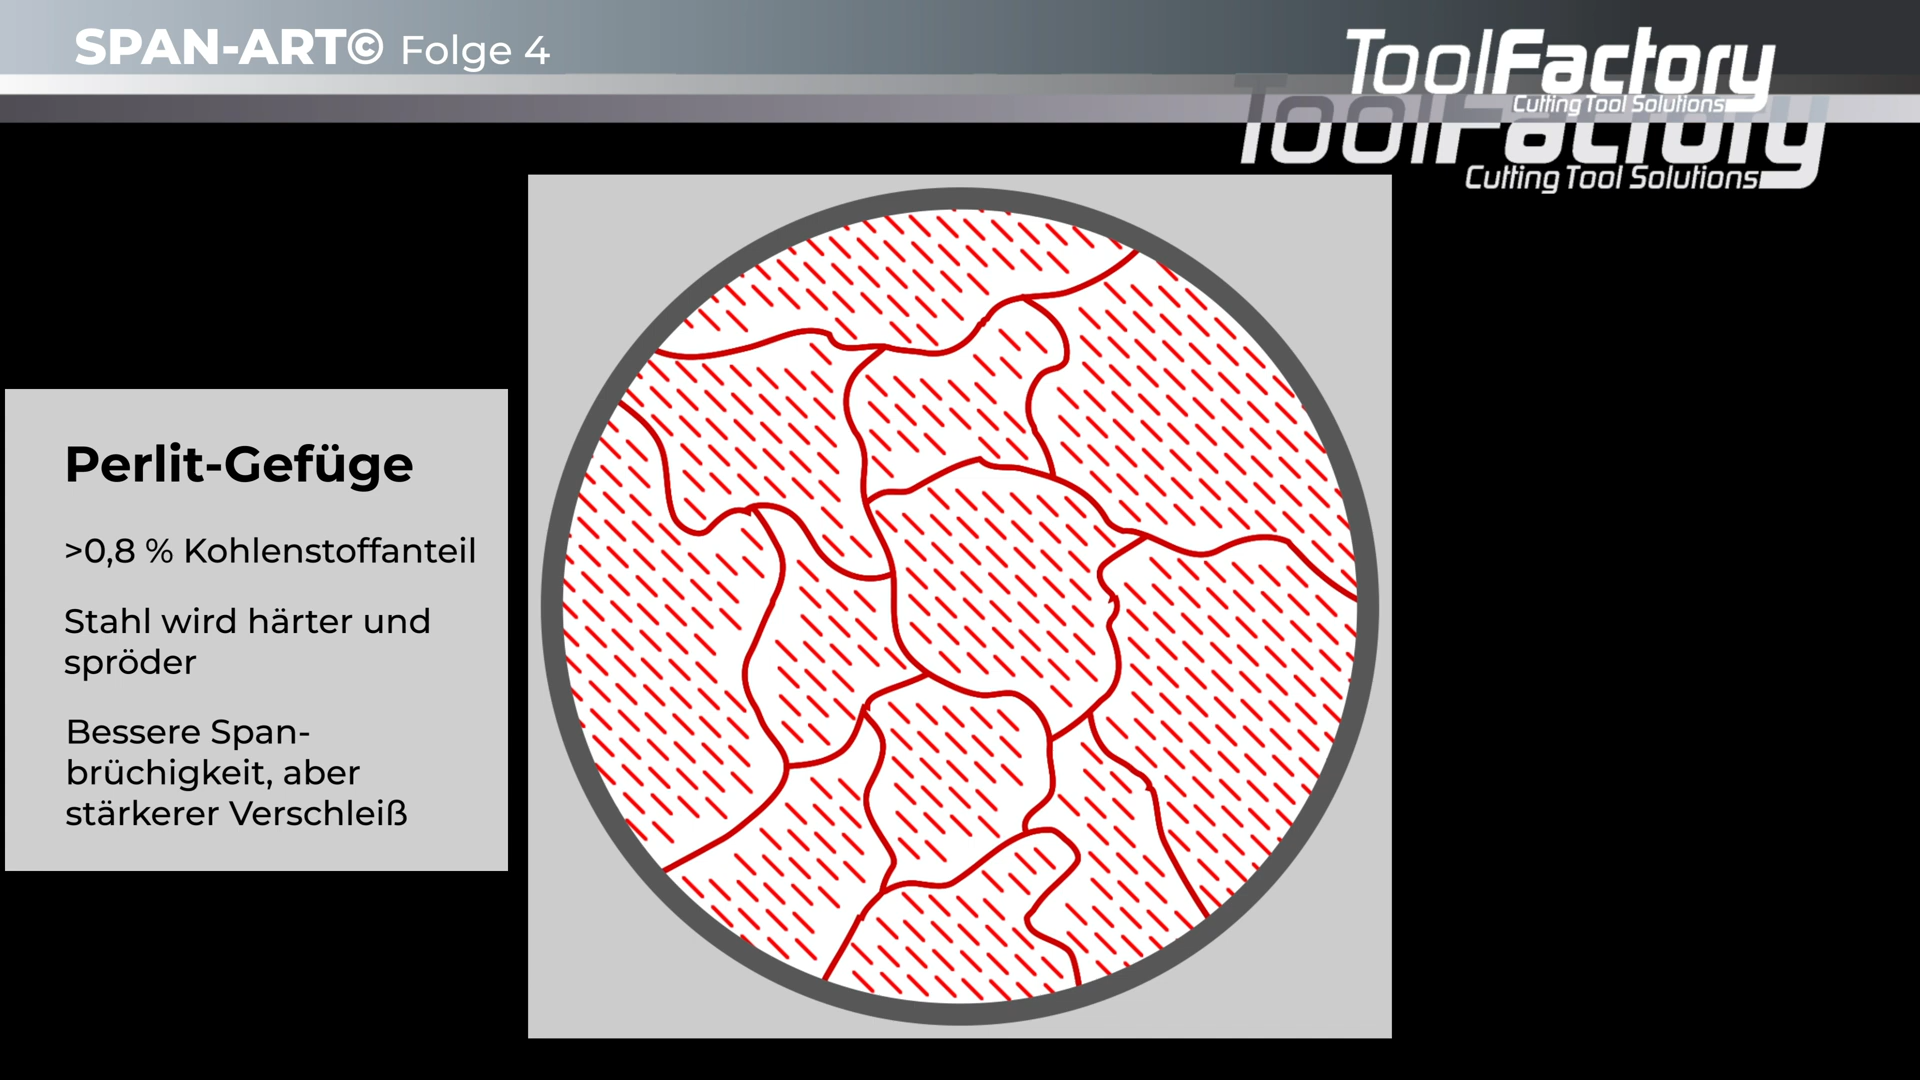 SPAN-ART© Folge 4
ToolFactory
Cutting Tool Solutions
ToolFactory
Cutting Tool Solutions
Perlit-Gefüge
>0,8 % Kohlenstoffanteil
Stahl wird härter und
spröder
Bessere Span-
brüchigkeit, aber
stärkerer Verschleiß